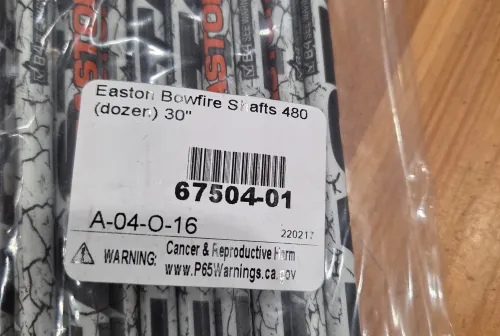 EASTON
Easton Bowfire Shafts 480
(dozen) 30"
67504-01
A-04-O-16
220217
WARNING: Cancer & Reproductive Harm
www.P65Warnings.ca.gov